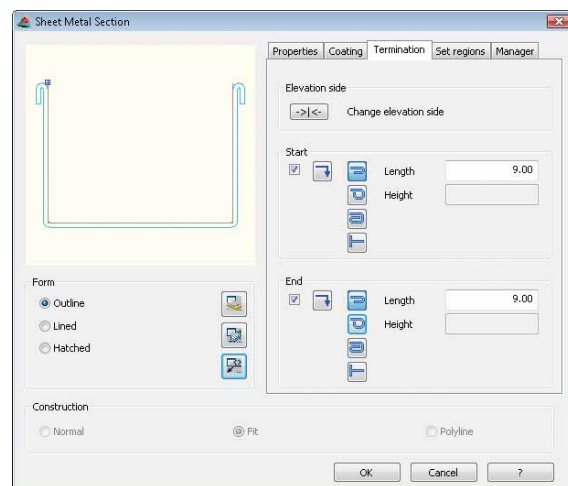 Sheet Metal Section
Properties Coating Termination Set regions Manager
Elevation side
->|<- Change elevation side
Start
Length 9.00
Height
End
Length 9.00
Height
Form
Outline
Lined
Hatched
Construction
Normal Fit Polyline
OK Cancel ?